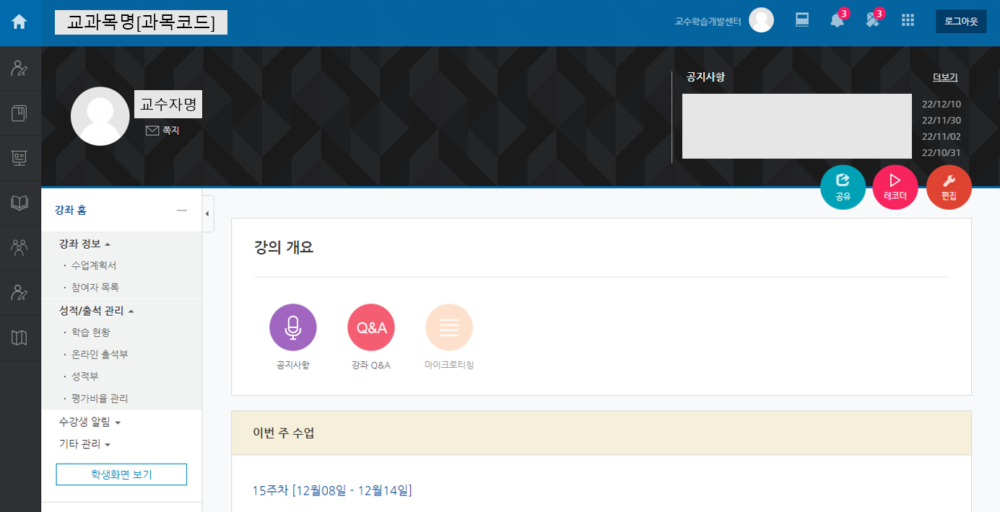 교과목명[과목코드]
교수학습개발센터
3
3
로그아웃
교수자명
쪽지
공지사항
더보기
22/12/10
22/11/30
22/11/02
22/10/31
공유
레코더
편집
강좌 홈
강좌 정보
· 수업계획서
· 참여자 목록
성적/출석 관리
· 학습 현황
· 온라인 출석부
· 성적부
· 평가비율 관리
수강생 알림
기타 관리
학생화면 보기
강의 개요
Q&A
공지사항
강좌 Q&A
마이크로티칭
이번 주 수업
15주차 [12월08일 - 12월14일]